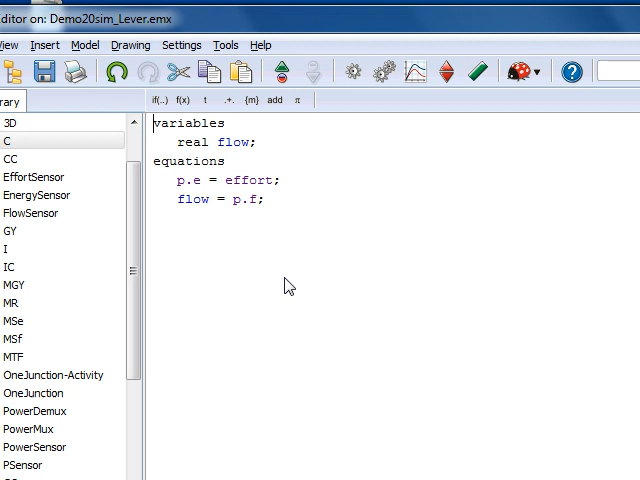 ditor on: Demo20sim_Lever.emx
View Insert Model Drawing Settings Tools Help
rary
if(..) f(x) t .+. {m} add π
3D
C
CC
EffortSensor
EnergySensor
FlowSensor
GY
I
IC
MGY
MR
MSe
MSf
MTF
OneJunction-Activity
OneJunction
PowerDemux
PowerMux
PowerSensor
PSensor
variables
real flow;
equations
p.e = effort;
flow = p.f;